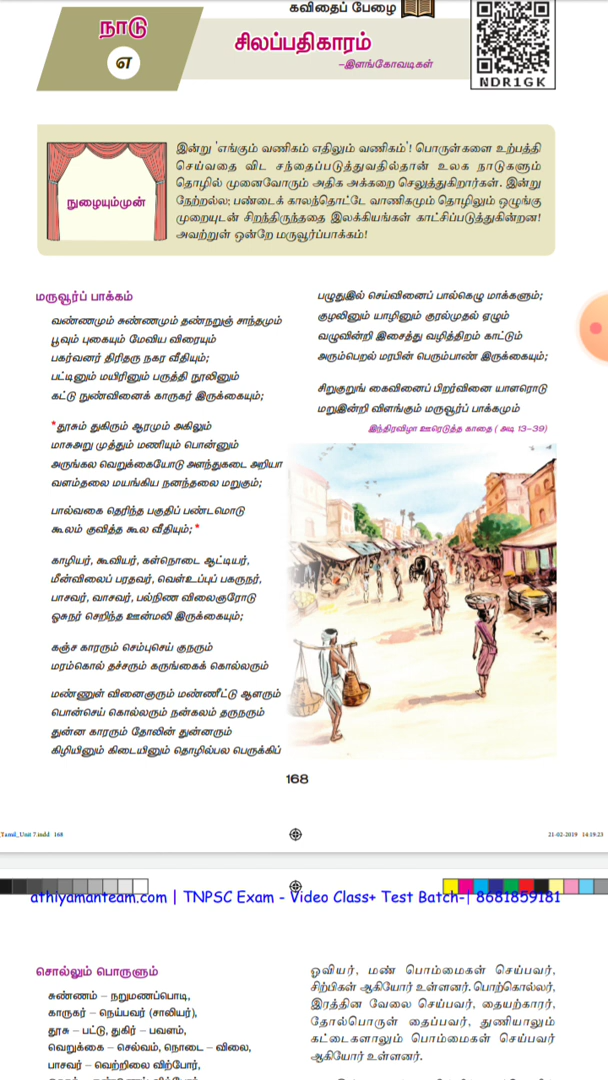 கவிதைப் பேழை
நாடு
எ
சிலப்பதிகாரம்
–இளங்கோவடிகள்
NDR1GK
நுழையும்முன்
இன்று 'எங்கும் வணிகம் எதிலும் வணிகம்'! பொருள்களை உற்பத்தி
செய்வதை விட சந்தைப்படுத்துவதில்தான் உலக நாடுகளும்
தொழில் முனைவோரும் அதிக அக்கறை செலுத்துகிறார்கள். இன்று
நேற்றல்ல; பண்டைக் காலந்தொட்டே வாணிகமும் தொழிலும் ஒழுங்கு
முறையுடன் சிறந்திருந்ததை இலக்கியங்கள் காட்சிப்படுத்துகின்றன!
அவற்றுள் ஒன்றே மருவூர்ப்பாக்கம்!
மருவூர்ப் பாக்கம்
வண்ணமும் சுண்ணமும் தண்நறுஞ் சாந்தமும்
பூவும் புகையும் மேவிய விரையும்
பகர்வனர் திரிதரு நகர வீதியும்;
பட்டினும் மயிரினும் பருத்தி நூலினும்
கட்டு நுண்வினைக் காருகர் இருக்கையும்;
*தூசும் துகிரும் ஆரமும் அகிலும்
மாசுஅறு முத்தும் மணியும் பொன்னும்
அருங்கல வெறுக்கையோடு அளந்துகடை அறியா
வளம்தலை மயங்கிய நனந்தலை மறுகும்;
பால்வகை தெரிந்த பகுதிப் பண்டமொடு
கூலம் குவித்த கூல வீதியும்;*
காழியர், கூவியர், கள்நொடை ஆட்டியர்,
மீன்விலைப் பரதவர், வெள்உப்புப் பகருநர்,
பாசவர், வாசவர், பல்நிண விலைஞரோடு
ஓசுநர் செறிந்த ஊன்மலி இருக்கையும்;
கஞ்ச காரரும் செம்புசெய் குநரும்
மரம்கொல் தச்சரும் கருங்கைக் கொல்லரும்
மண்ணுள் வினைஞரும் மண்ணீட்டு ஆளரும்
பொன்செய் கொல்லரும் நன்கலம் தருநரும்
துன்ன காரரும் தோலின் துன்னரும்
கிழியினும் கிடையினும் தொழில்பல பெருக்கிப்
பழுதுஇல் செய்வினைப் பால்கெழு மாக்களும்;
குழலினும் யாழினும் குரல்முதல் ஏழும்
வழுவின்றி இசைத்து வழித்திறம் காட்டும்
அரும்பெறல் மரபின் பெரும்பாண் இருக்கையும்;
சிறுகுறுங் கைவினைப் பிறர்வினை யாளரொடு
மறுஇன்றி விளங்கும் மருவூர்ப் பாக்கமும்
இந்திரவிழா ஊரெடுத்த காதை ( அடி 13–39)
168
_Tamil_Unit 7.indd 168
21-02-2019 14:19:23
athiyamanteam.com | TNPSC Exam - Video Class+ Test Batch-| 8681859181
சொல்லும் பொருளும்
சுண்ணம் – நறுமணப்பொடி,
காருகர் – நெய்பவர் (சாலியர்),
தூசு – பட்டு, துகிர் – பவளம்,
வெறுக்கை – செல்வம், நொடை – விலை,
பாசவர் – வெற்றிலை விற்போர்,
ஓவியர், மண் பொம்மைகள் செய்பவர்,
சிற்பிகள் ஆகியோர் உள்ளனர். பொற்கொல்லர்,
இரத்தின வேலை செய்பவர், தையற்காரர்,
தோல்பொருள் தைப்பவர், துணியாலும்
கட்டைகளாலும் பொம்மைகள் செய்பவர்
ஆகியோர் உள்ளனர்.